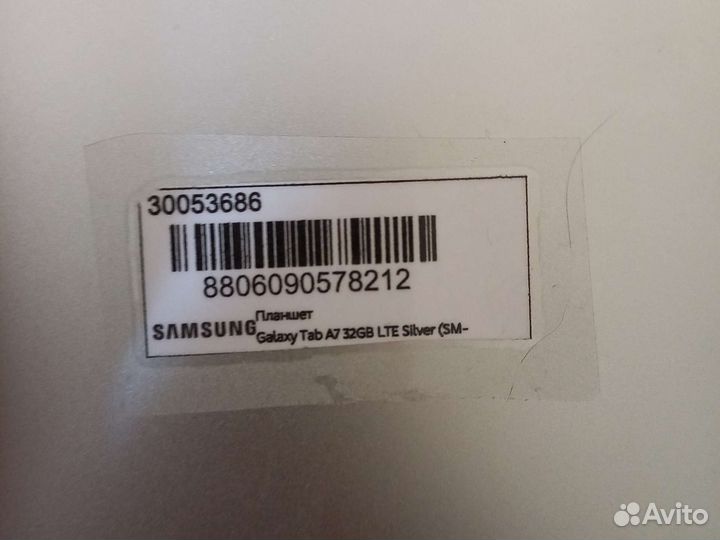 30053686
8806090578212
Планшет
SAMSUNG Galaxy Tab A7 32GB LTE Silver (SM-
Avito